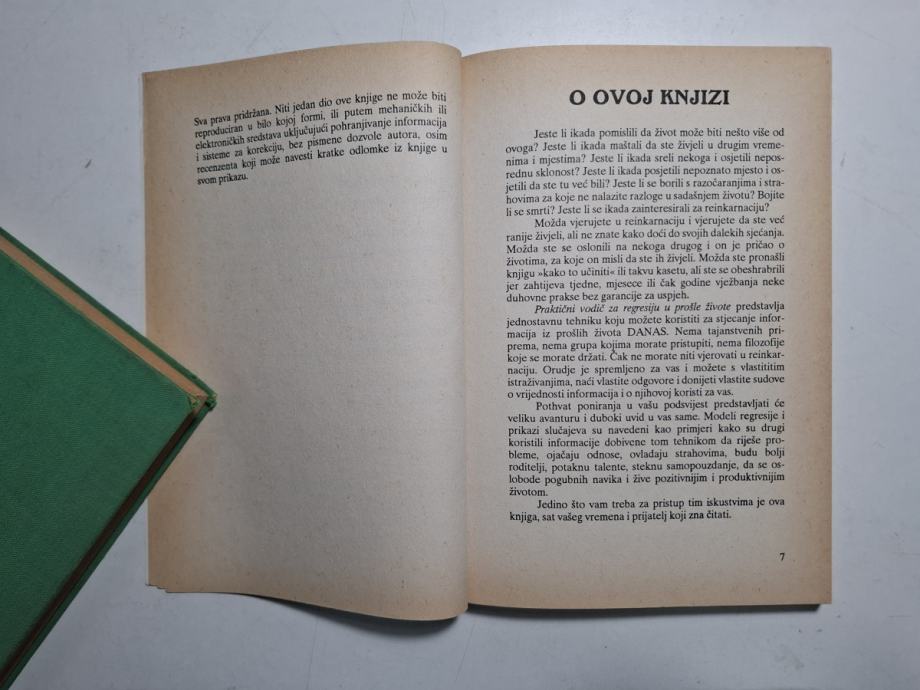 Sva prava pridržana. Niti jedan dio ove knjige ne može biti
reproduciran u bilo kojoj formi, ili putem mehaničkih ili
elektroničkih sredstava uključujući pohranjivanje informacija
i sisteme za korekciju, bez pismene dozvole autora, osim
recenzenta koji može navesti kratke odlomke iz knjige u
svom prikazu.
O OVOJ KNJIZI
Jeste li ikada pomislili da život može biti nešto više od
ovoga? Jeste li ikada maštali da ste živjeli u drugim vreme-
nima i mjestima? Jeste li ikada sreli nekoga i osjetili nepos-
rednu sklonost? Jeste li ikada posjetili nepoznato mjesto i os-
jetili da ste tu već bili? Jeste li se borili s razočaranjima i stra-
hovima za koje ne nalazite razloge u sadašnjem životu? Bojite
li se smrti? Jeste li se ikada zainteresirali za reinkarnaciju?
Možda vjerujete u reinkarnaciju i vjerujete da ste već
ranije živjeli, ali ne znate kako doći do svojih dalekih sjećanja.
Možda ste se oslonili na nekoga drugog i on je pričao o
životima, za koje on misli da ste ih živjeli. Možda ste pronašli
knjigu »kako to učiniti« ili takvu kasetu, ali ste se obeshrabrili
jer zahtijeva tjedne, mjesece ili čak godine vježbanja neke
duhovne prakse bez garancije za uspjeh.
Praktični vodič za regresiju u prošle živote predstavlja
jednostavnu tehniku koju možete koristiti za stjecanje infor-
macija iz prošlih života DANAS. Nema tajanstvenih pri-
prema, nema grupa kojima morate pristupiti, nema filozofije
koje se morate držati. Čak ne morate niti vjerovati u reinkar-
naciju. Orudje je spremljeno za vas i možete s vlastititim
istraživanjima, naći vlastite odgovore i donijeti vlastite sudove
o vrijednosti informacija i o njihovoj koristi za vas.
Pothvat poniranja u vašu podsvijest predstavljati će
veliku avanturu i duboki uvid u vas same. Modeli regresije i
prikazi slučajeva su navedeni kao primjeri kako su drugi
koristili informacije dobivene tom tehnikom da riješe pro-
bleme, ojačaju odnose, ovladaju strahovima, budu bolji
roditelji, potaknu talente, steknu samopouzdanje, da se os-
lobode pogubnih navika i žive pozitivnijim i produktivnijim
životom.
Jedino što vam treba za pristup tim iskustvima je ova
knjiga, sat vašeg vremena i prijatelj koji zna čitati.
7